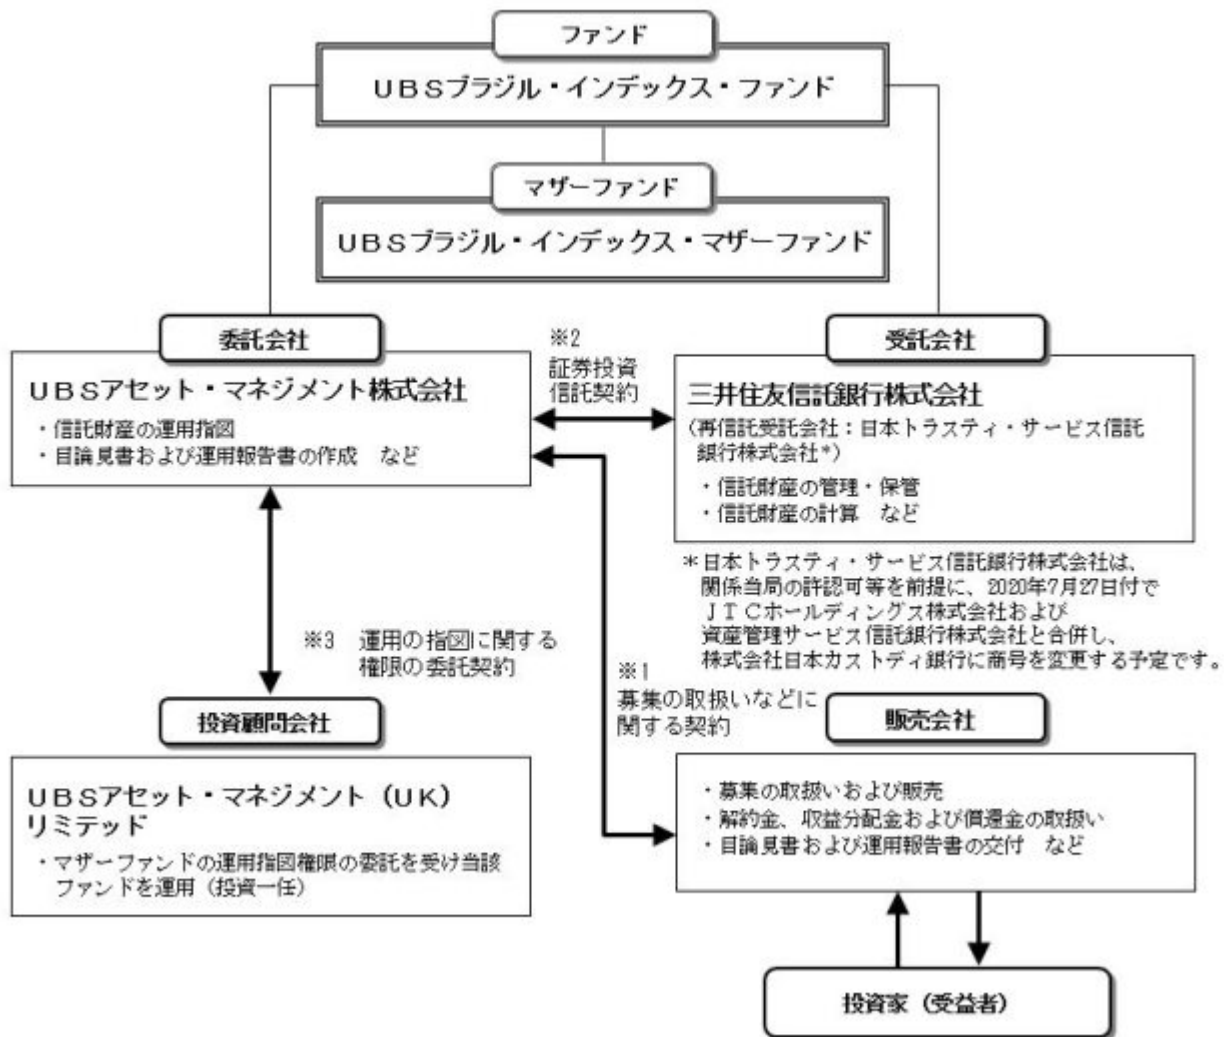 ファンド
UBSブラジル・インデックス・ファンド
マザーファンド
UBSブラジル・インデックス・マザーファンド
委託会社
UBSアセット・マネジメント株式会社
・信託財産の運用指図
・目論見書および運用報告書の作成 など
※2
証券投資
信託契約
受託会社
三井住友信託銀行株式会社
(再信託受託会社:日本トラスティ・サービス信託
銀行株式会社*)
・信託財産の管理・保管
・信託財産の計算 など
*日本トラスティ・サービス信託銀行株式会社は、
関係当局の許認可等を前提に、2020年7月27日付で
JTCホールディングス株式会社および
資産管理サービス信託銀行株式会社と合併し、
株式会社日本カストディ銀行に商号を変更する予定です。
※3 運用の指図に関する
権限の委託契約
※1
募集の取扱いなどに
関する契約
投資顧問会社
UBSアセット・マネジメント(UK)
リミテッド
・マザーファンドの運用指図権限の委託を受け当該
ファンドを運用(投資一任)
販売会社
・募集の取扱いおよび販売
・解約金、収益分配金および償還金の取扱い
・目論見書および運用報告書の交付 など
投資家(受益者)